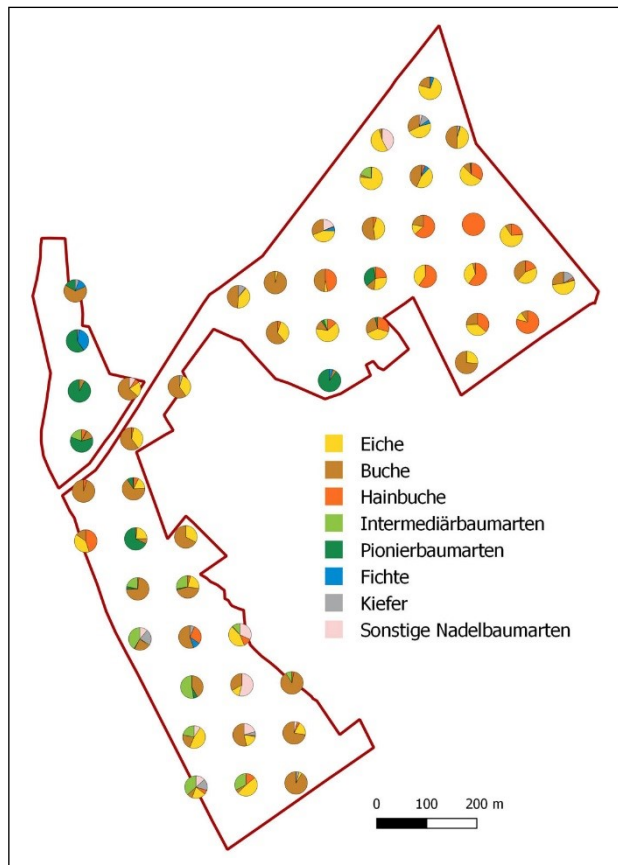 Eiche
Buche
Hainbuche
Intermediärbaumarten
Pionierbaumarten
Fichte
Kiefer
Sonstige Nadelbaumarten
0 100 200 m